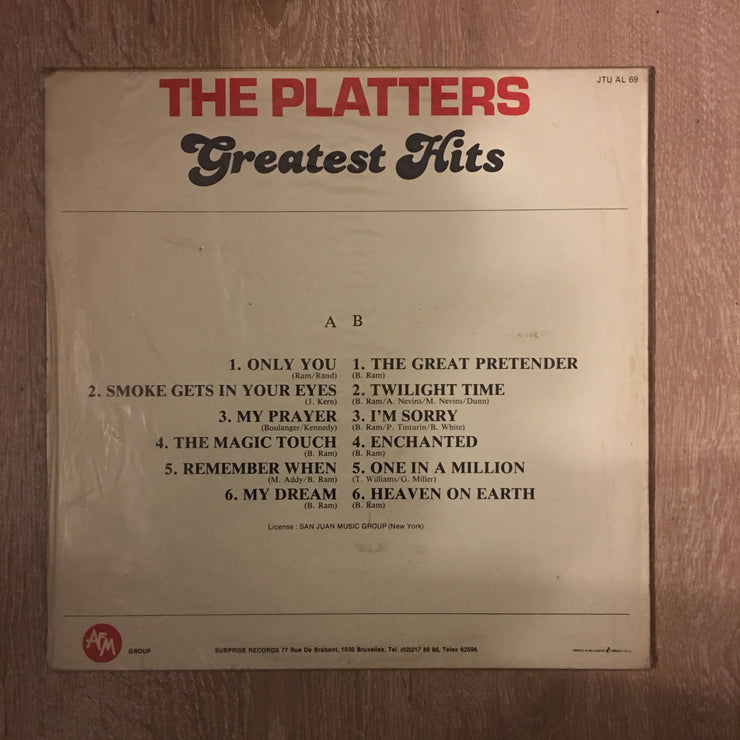 THE PLATTERS
JTU AL 69
Greatest Hits
A B
1. ONLY YOU
(Ram/Rand)
2. SMOKE GETS IN YOUR EYES
(J. Kern)
3. MY PRAYER
(Boulanger/Kennedy)
4. THE MAGIC TOUCH
(B. Ram)
5. REMEMBER WHEN
(M. Addy/B. Ram)
6. MY DREAM
(B. Ram)
1. THE GREAT PRETENDER
(B. Ram)
2. TWILIGHT TIME
(B. Ram/A. Nevins/M. Nevins/Dunn)
3. I'M SORRY
(B. Ram/P. Tinturin/B. White)
4. ENCHANTED
(B. Ram)
5. ONE IN A MILLION
(T. Williams/G. Miller)
6. HEAVEN ON EARTH
(B. Ram)
License : SAN JUAN MUSIC GROUP (New York)
AFM
GROUP
SURPRISE RECORDS 77 Rue De Brabant, 1030 Bruxelles, Tel. (02)217 89 86, Telex 62596